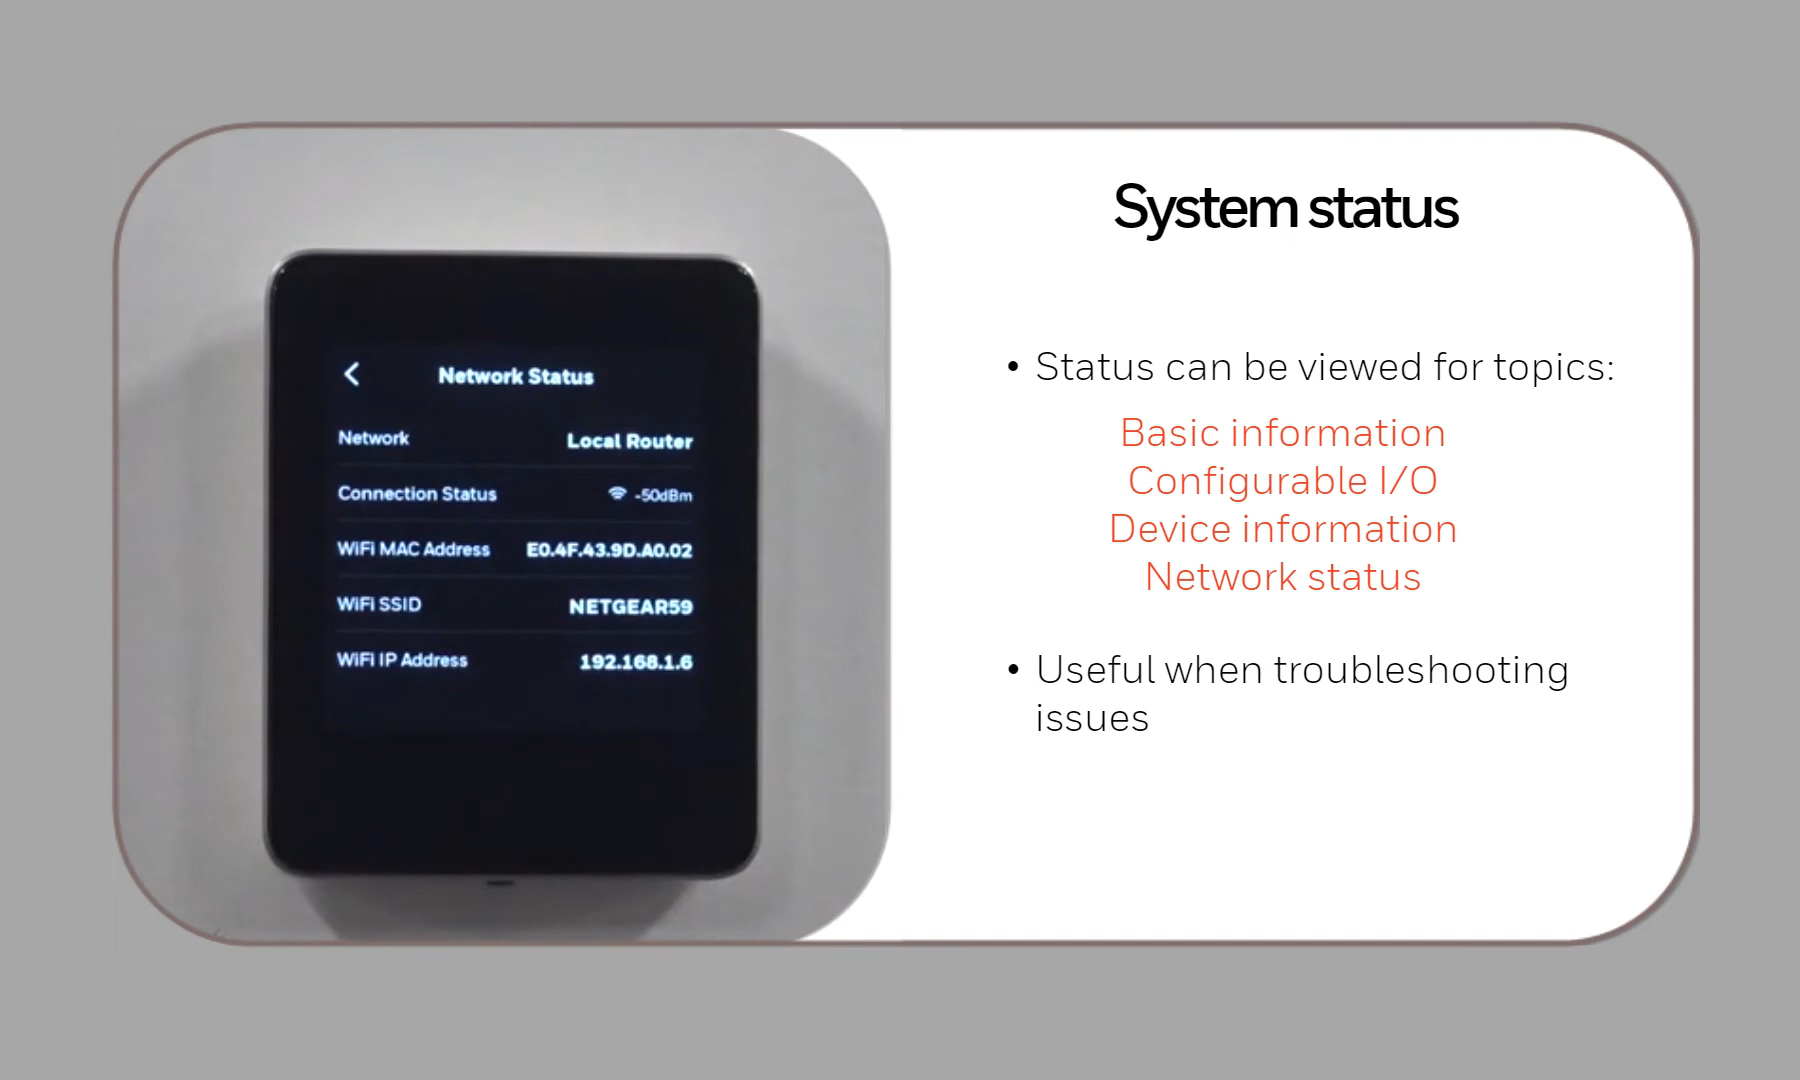 Network Status
Network Local Router
Connection Status -50dBm
WiFi MAC Address E0.4F.43.9D.A0.02
WiFi SSID NETGEAR59
WiFi IP Address 192.168.1.6
System status
• Status can be viewed for topics:
Basic information
Configurable I/O
Device information
Network status
• Useful when troubleshooting
issues